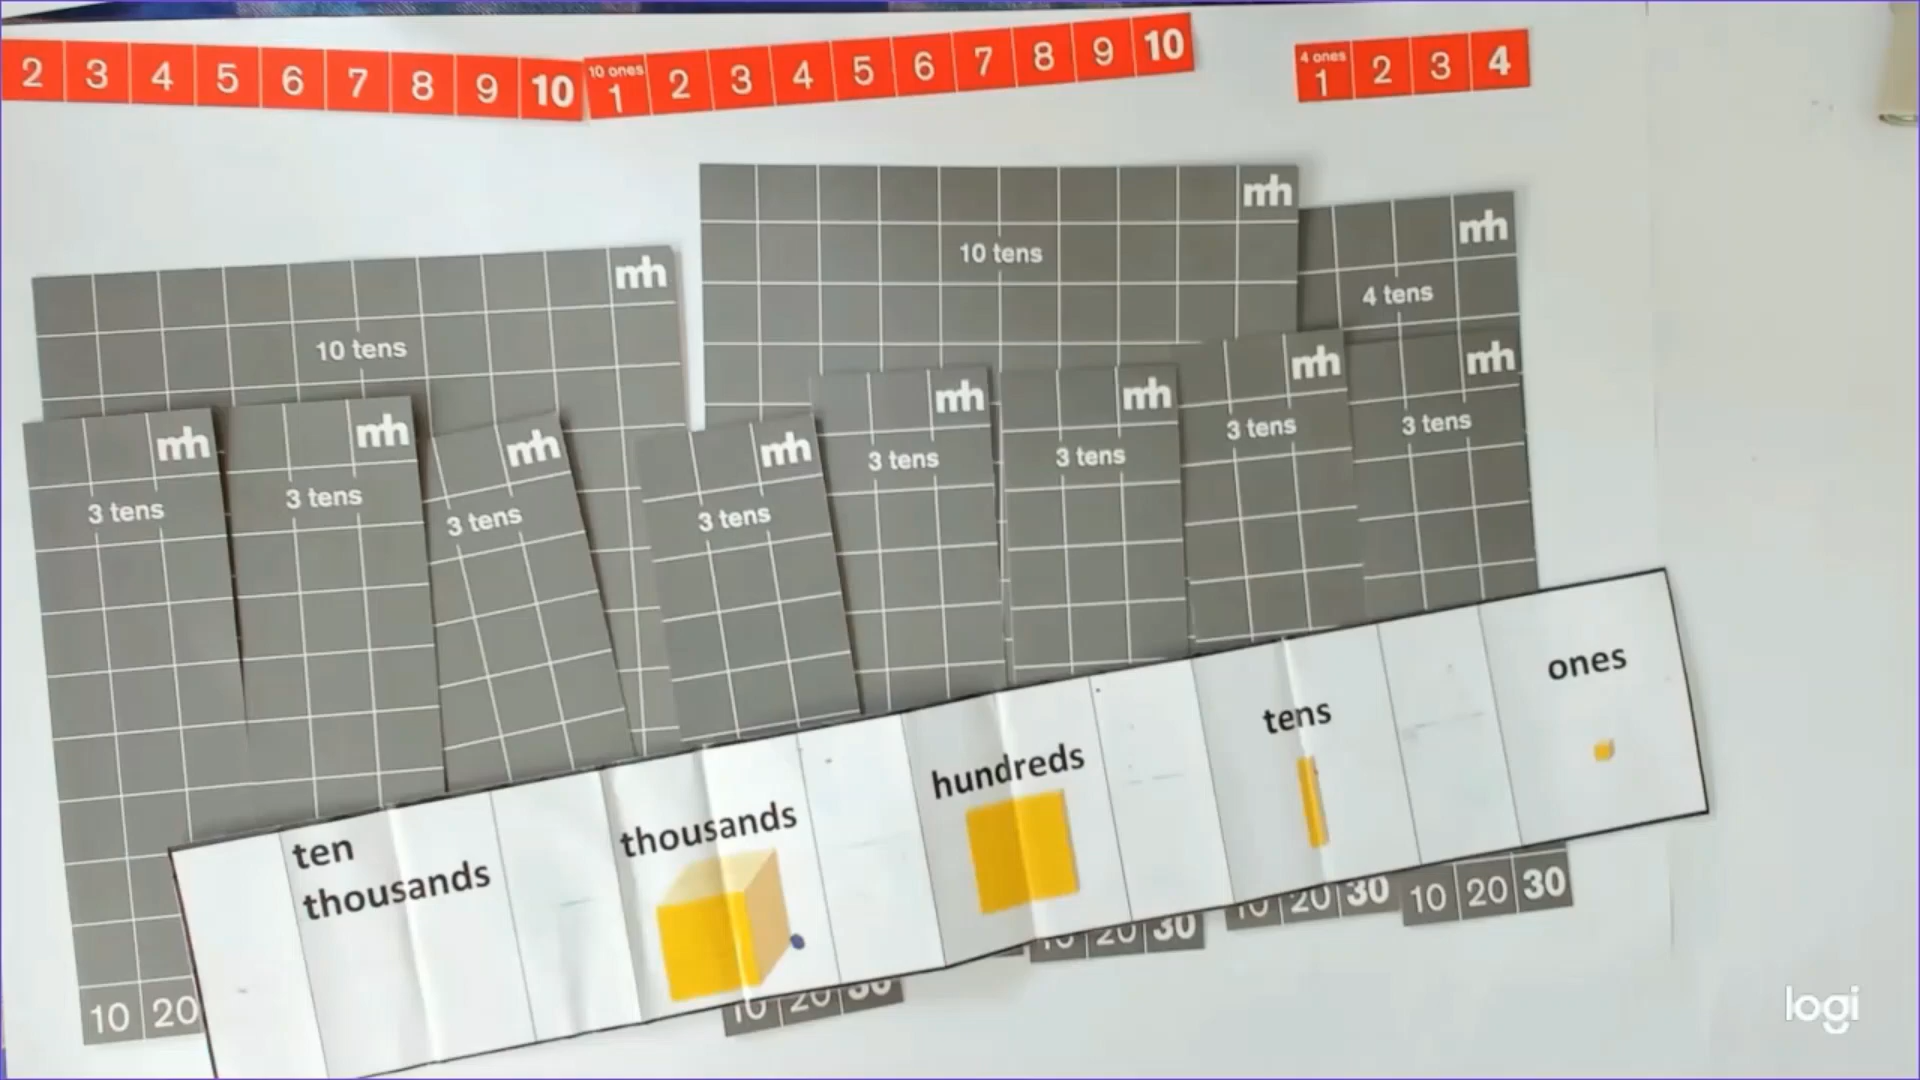 2 3 4 5 6 7 8 9 10
10 ones
1 2 3 4 5 6 7 8 9 10
4 ones
1 2 3 4
mh
10 tens
mh
10 tens
mh
4 tens
mh
3 tens
mh
3 tens
mh
3 tens
mh
3 tens
mh
3 tens
mh
3 tens
mh
3 tens
mh
3 tens
ten
thousands
thousands
hundreds
tens
ones
10 20
10 20 30
10 20 30
10 20 30
10 20 30
logi